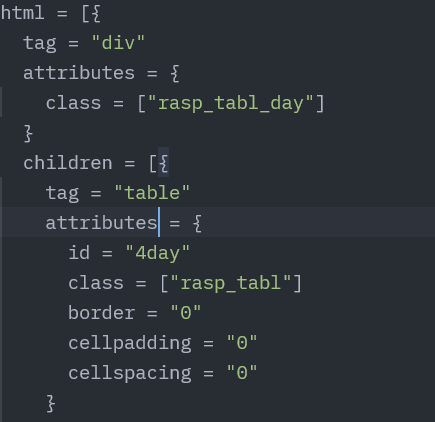 html = [{
  tag = "div"
  attributes = {
    class = ["rasp_tabl_day"]
  }
  children = [{
    tag = "table"
    attributes = {
      id = "4day"
      class = ["rasp_tabl"]
      border = "0"
      cellpadding = "0"
      cellspacing = "0"
    }